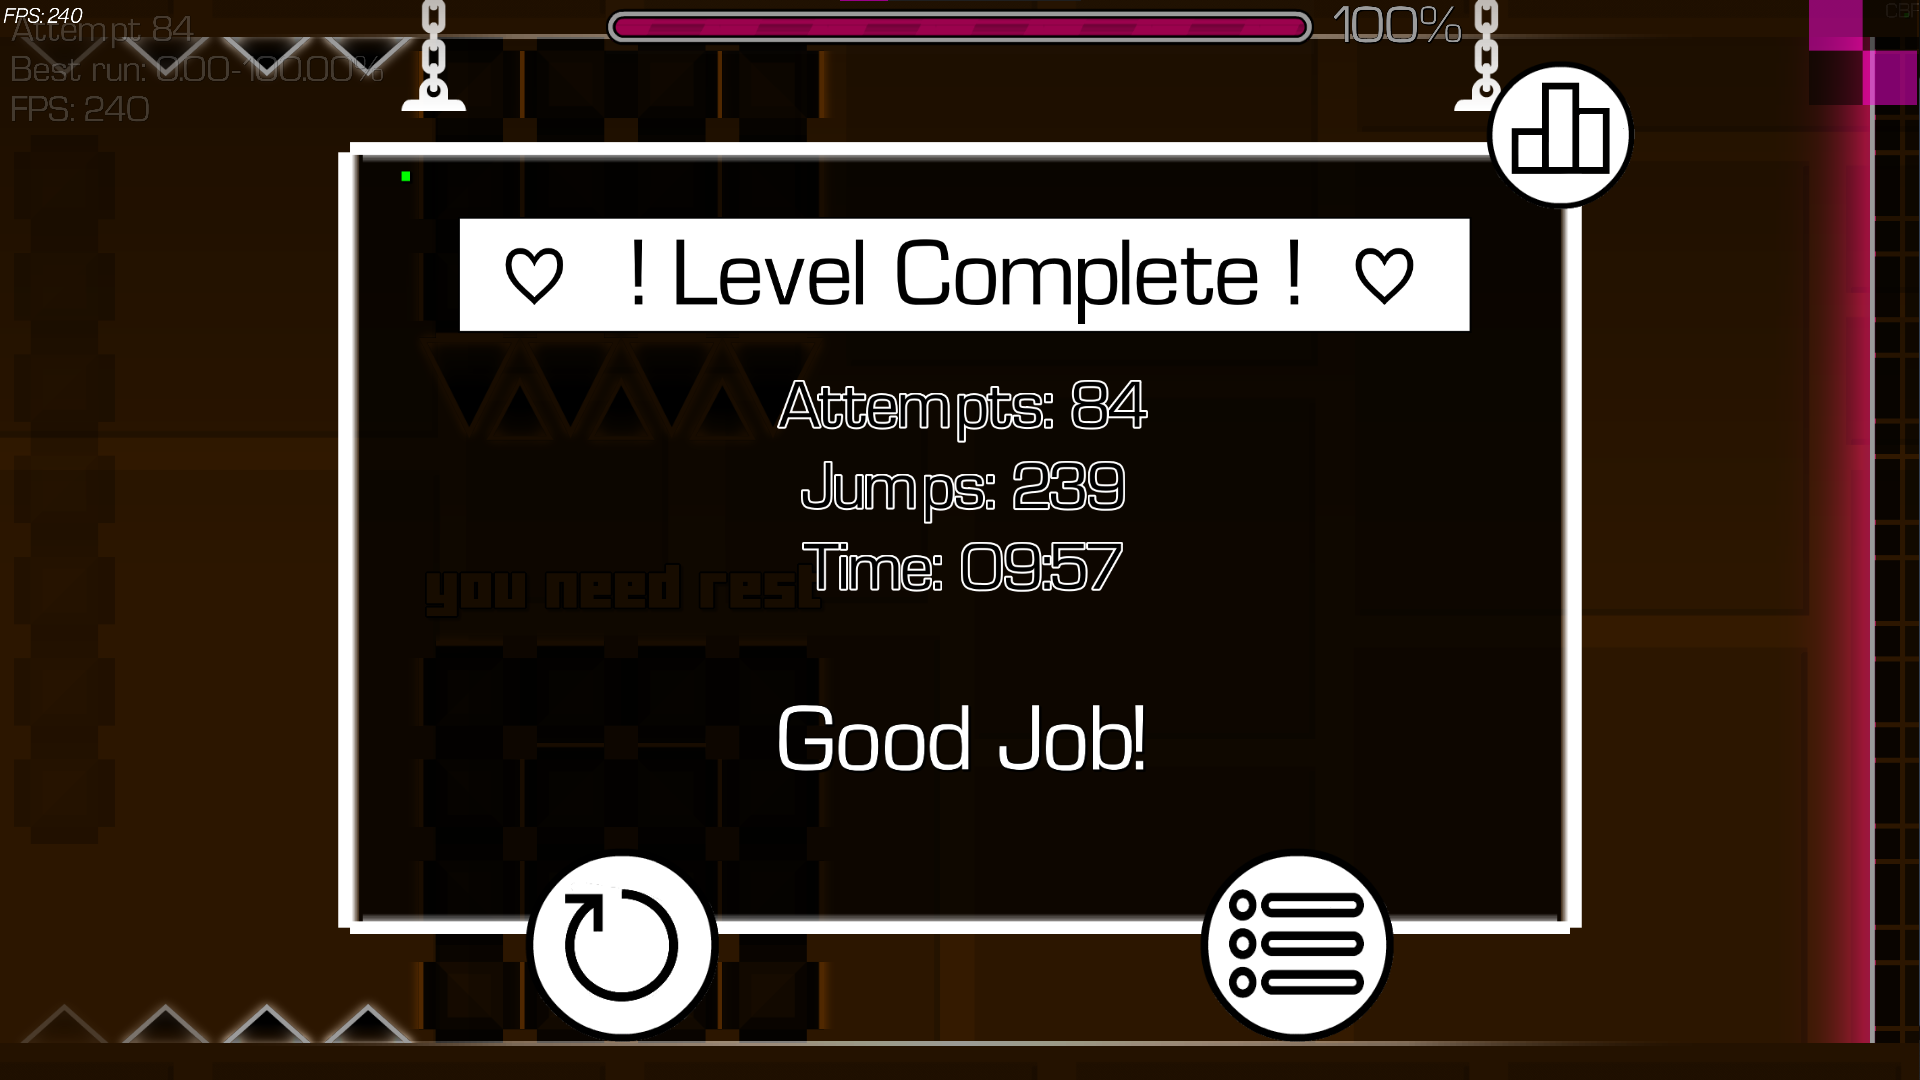 FPS: 240
Attempt 84
Best run: 0.00-100.00%
FPS: 240
100%
! Level Complete !
Attempts: 84
Jumps: 239
Time: 09:57
you need rest
Good Job!